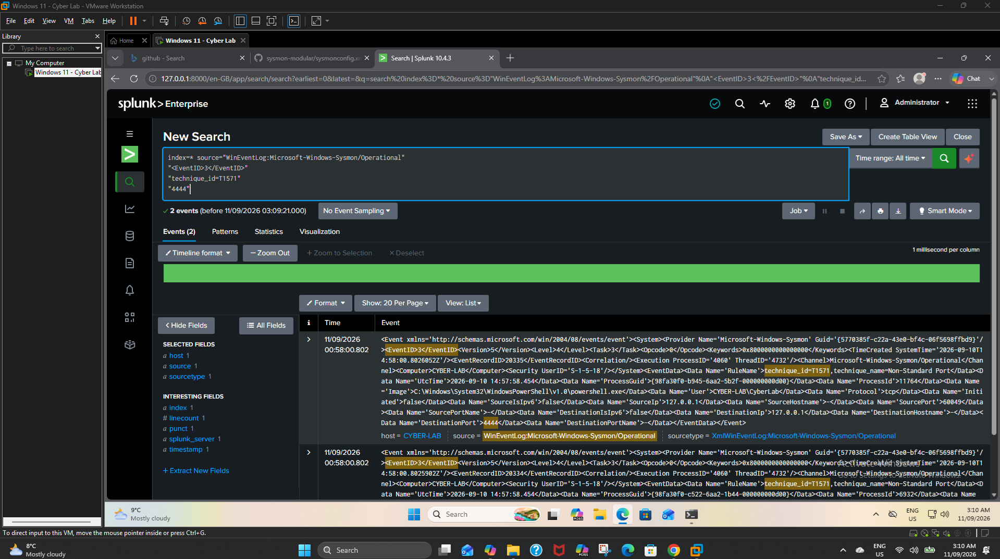 Windows 11 - Cyber Lab - VMware Workstation
File Edit View VM Tabs Help
Library
Home
Windows 11 - Cyber Lab
Type here to search
My Computer
Windows 11 - Cyber Lab
github - Search
sysmon-modular/sysmonconfig.xm
Search | Splunk 10.4.3
127.0.0.1:8000/en-GB/app/search/search?earliest=0&latest=&q=search%20index%3D*%20source%3D"WinEventLog%3AMicrosoft-Windows-Sysmon%2FOperational"%0A"<EventID>3<%2FEventID>"%0A"technique_id...
Chat
splunk>Enterprise
1
Administrator
New Search
Save As
Create Table View
Close
index=* source="WinEventLog:Microsoft-Windows-Sysmon/Operational"
"<EventID>3</EventID>"
"technique_id=T1571"
"4444"
Time range: All time
2 events (before 11/09/2026 03:09:21.000)
No Event Sampling
Job
Smart Mode
Events (2) Patterns Statistics Visualization
Timeline format
Zoom Out
+ Zoom to Selection
× Deselect
1 millisecond per column
Format
Show: 20 Per Page
View: List
Hide Fields
All Fields
i Time Event
SELECTED FIELDS
a host 1
a source 1
a sourcetype 1
INTERESTING FIELDS
a index 1
# linecount 1
a punct 1
a splunk_server 1
a timestamp 1
+ Extract New Fields
11/09/2026
00:58:00.802
<Event xmlns='http://schemas.microsoft.com/win/2004/08/events/event'><System><Provider Name='Microsoft-Windows-Sysmon' Guid='{5770385f-c22a-43e0-bf4c-06f5698ffbd9}'/
><EventID>3</EventID><Version>5</Version><Level>4</Level><Task>3</Task><Opcode>0</Opcode><Keywords>0x8000000000000000</Keywords><TimeCreated SystemTime='2026-09-10T1
4:58:00.8026052Z'/><EventRecordID>20335</EventRecordID><Correlation/><Execution ProcessID='4060' ThreadID='4732'/><Channel>Microsoft-Windows-Sysmon/Operational</Chan
nel><Computer>CYBER-LAB</Computer><Security UserID='S-1-5-18'/></System><EventData><Data Name='RuleName'>technique_id=T1571,technique_name=Non-Standard Port</Data><D
ata Name='UtcTime'>2026-09-10 14:57:58.454</Data><Data Name='ProcessGuid'>{98fa30f0-b945-6aa2-5b2f-000000000d00}</Data><Data Name='ProcessId'>11764</Data><Data Name
='Image'>C:\Windows\System32\WindowsPowerShell\v1.0\powershell.exe</Data><Data Name='User'>CYBER-LAB\CyberLab</Data><Data Name='Protocol'>tcp</Data><Data Name='Initi
ated'>false</Data><Data Name='SourceIsIpv6'>false</Data><Data Name='SourceIp'>127.0.0.1</Data><Data Name='SourceHostname'>-</Data><Data Name='SourcePort'>60049</Data
><Data Name='SourcePortName'>-</Data><Data Name='DestinationIsIpv6'>false</Data><Data Name='DestinationIp'>127.0.0.1</Data><Data Name='DestinationHostname'>-</Data><
Data Name='DestinationPort'>4444</Data><Data Name='DestinationPortName'>-</Data></EventData></Event>
host = CYBER-LAB source = WinEventLog:Microsoft-Windows-Sysmon/Operational sourcetype = XmlWinEventLog:Microsoft-Windows-Sysmon/Operational
11/09/2026
00:58:00.802
<Event xmlns='http://schemas.microsoft.com/win/2004/08/events/event'><System><Provider Name='Microsoft-Windows-Sysmon' Guid='{5770385f-c22a-43e0-bf4c-06f5698ffbd9}'/
><EventID>3</EventID><Version>5</Version><Level>4</Level><Task>3</Task><Opcode>0</Opcode><Keywords>0x8000000000000000</Keywords><TimeCreated SystemTime='2026-09-10T1
4:58:00.8025902Z'/><EventRecordID>20334</EventRecordID><Correlation/><Execution ProcessID='4060' ThreadID='4732'/><Channel>Microsoft-Windows-Sysmon/Operational</Chan
nel><Computer>CYBER-LAB</Computer><Security UserID='S-1-5-18'/></System><EventData><Data Name='RuleName'>technique_id=T1571,technique_name=Non-Standard Port</Data><D
ata Name='UtcTime'>2026-09-10 14:57:58.454</Data><Data Name='ProcessGuid'>{98fa30f0-c522-6aa2-1b44-000000000d00}</Data><Data Name='ProcessId'>6932</Data><Data Name
Activate Windows
Go to Settings to activate Windows.
9°C
Mostly cloudy
Search
M365
ENG
US
3:10 AM
11/09/2026
To direct input to this VM, move the mouse pointer inside or press Ctrl+G.
8°C
Mostly cloudy
Search
M365
ENG
US
3:10 AM
11/09/2026